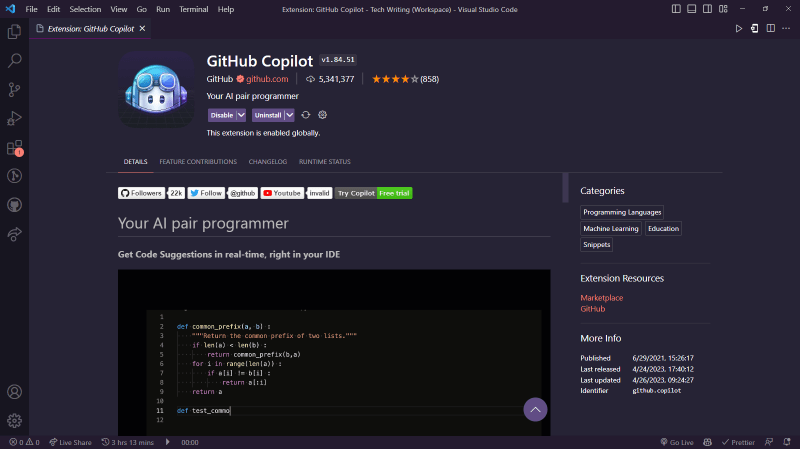 File Edit Selection View Go Run Terminal Help Extension: GitHub Copilot - Tech Writing (Workspace) - Visual Studio Code
Extension: GitHub Copilot
GitHub Copilot v1.84.51
GitHub github.com 5,341,377 (858)
Your AI pair programmer
Disable Uninstall
This extension is enabled globally.
DETAILS FEATURE CONTRIBUTIONS CHANGELOG RUNTIME STATUS
Followers 22k Follow @github Youtube invalid Try Copilot Free trial
Your AI pair programmer
Get Code Suggestions in real-time, right in your IDE
1
2 def common_prefix(a, b) :
3 """Return the common prefix of two lists."""
4 if len(a) < len(b) :
5 return common_prefix(b,a)
6 for i in range(len(a)) :
7 if a[i] != b[i] :
8 return a[:i]
9 return a
10
11 def test_commo
12
Categories
Programming Languages
Machine Learning Education
Snippets
Extension Resources
Marketplace
GitHub
More Info
Published 6/29/2021, 15:26:17
Last released 4/24/2023, 17:40:12
Last updated 4/26/2023, 09:24:27
Identifier github.copilot
1
0 0 Live Share 3 hrs 13 mins 00:00 Go Live Prettier